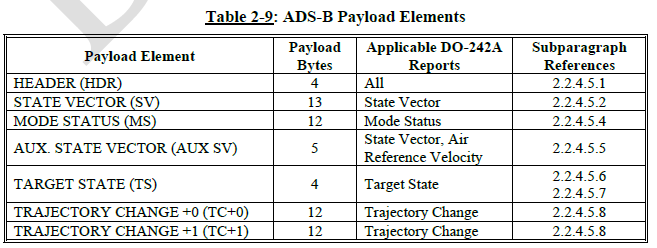 Table 2-9: ADS-B Payload Elements
Payload Element Payload Bytes Applicable DO-242A Reports Subparagraph References
HEADER (HDR) 4 All 2.2.4.5.1
STATE VECTOR (SV) 13 State Vector 2.2.4.5.2
MODE STATUS (MS) 12 Mode Status 2.2.4.5.4
AUX. STATE VECTOR (AUX SV) 5 State Vector, Air Reference Velocity 2.2.4.5.5
TARGET STATE (TS) 4 Target State 2.2.4.5.6 2.2.4.5.7
TRAJECTORY CHANGE +0 (TC+0) 12 Trajectory Change 2.2.4.5.8
TRAJECTORY CHANGE +1 (TC+1) 12 Trajectory Change 2.2.4.5.8